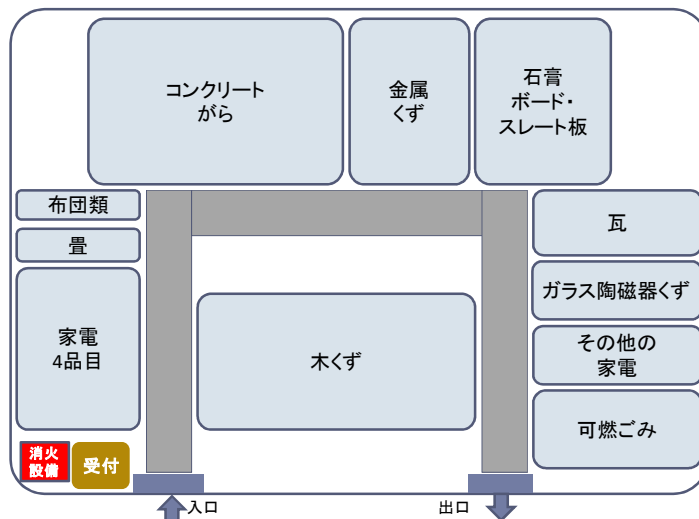 コンクリート
がら
金属
くず
石膏
ボード・
スレート板
布団類
畳
家電
4品目
木くず
瓦
ガラス陶磁器くず
その他の
家電
可燃ごみ
消火
設備
受付
入口
出口